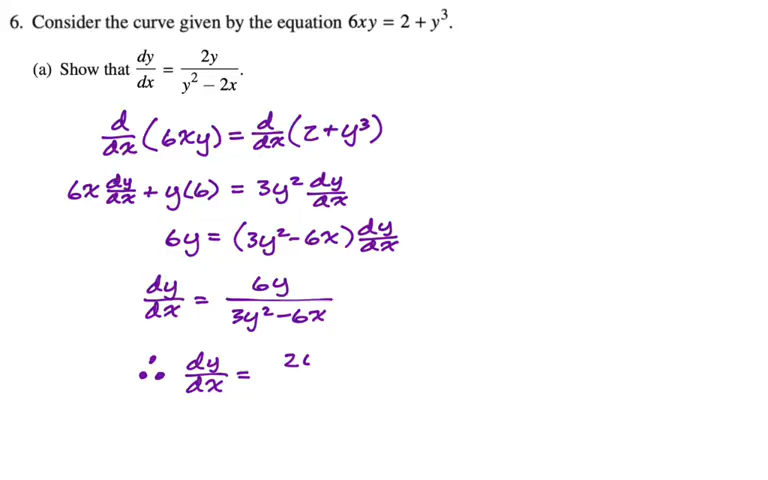 6. Consider the curve given by the equation 6xy = 2 + y³.
(a) Show that dy/dx = 2y/(y² − 2x).
d/dx (6xy) = d/dx (2 + y³)
6x dy/dx + y(6) = 3y² dy/dx
6y = (3y² − 6x) dy/dx
dy/dx = 6y/(3y² − 6x)
∴ dy/dx = 2